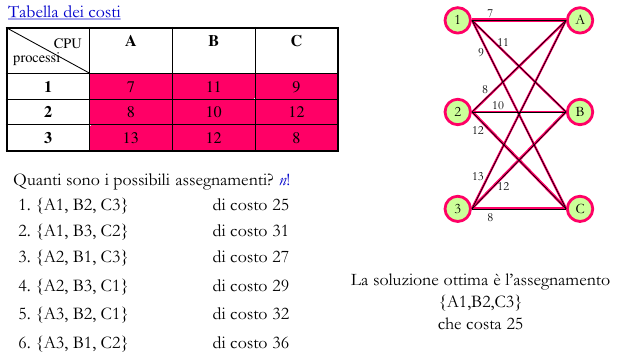 Tabella dei costi
CPU
processi
A B C
1 7 11 9
2 8 10 12
3 13 12 8
Quanti sono i possibili assegnamenti? n!
1. {A1, B2, C3} di costo 25
2. {A1, B3, C2} di costo 31
3. {A2, B1, C3} di costo 27
4. {A2, B3, C1} di costo 29
5. {A3, B2, C1} di costo 32
6. {A3, B1, C2} di costo 36
1 7 A
11
9
8
2 10 B
12
13
12
3 8 C
La soluzione ottima è l'assegnamento
{A1,B2,C3}
che costa 25